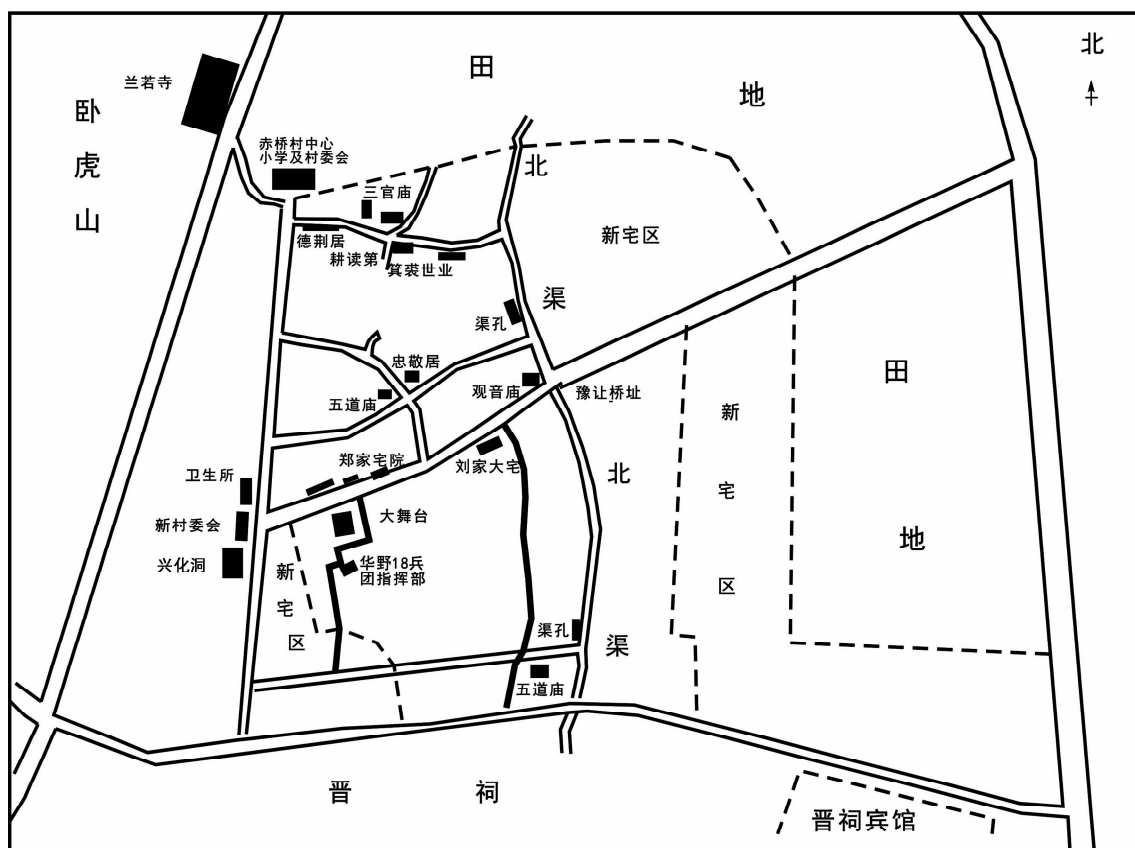 北
田
地
兰若寺
卧虎山
赤桥村中心
小学及村委会
三官庙
北
渠
新宅区
德荆居
耕读第
箕裘世业
渠孔
忠敬居
五道庙
观音庙
豫让桥址
田
地
新宅区
郑家宅院
刘家大宅
北
渠
卫生所
新村委会
兴化洞
大舞台
华野18兵
团指挥部
新宅区
渠孔
五道庙
晋祠
晋祠宾馆